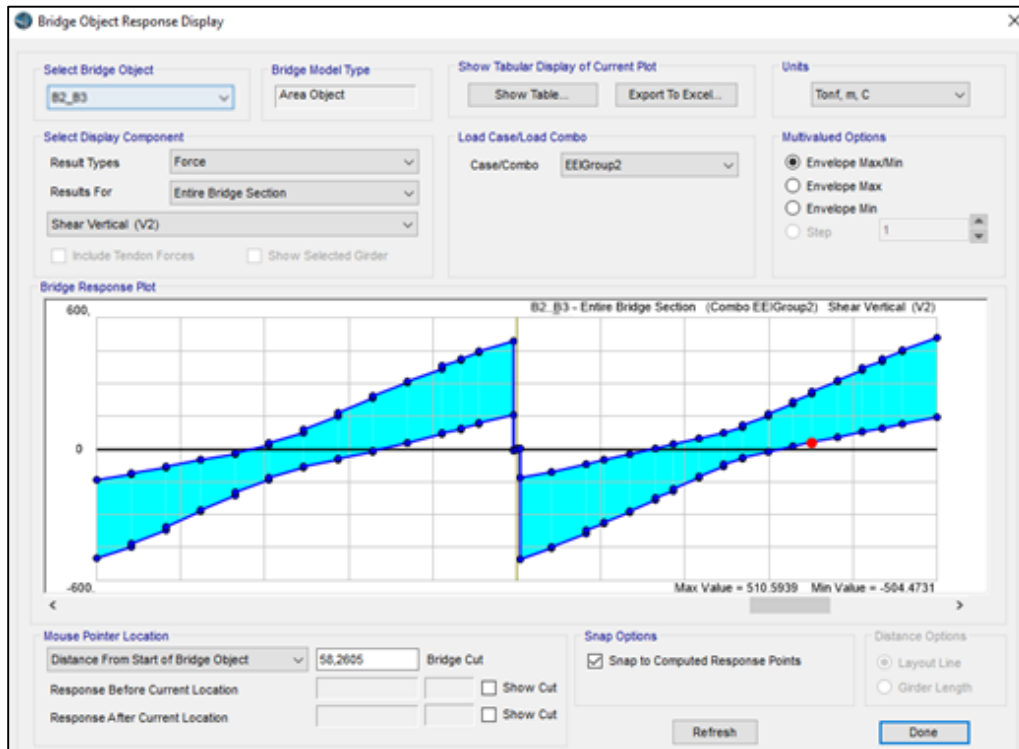 Bridge Object Response Display
Select Bridge Object
B2_B3
Bridge Model Type
Area Object
Show Tabular Display of Current Plot
Show Table...
Export To Excel...
Units
Tonf, m, C
Select Display Component
Result Types
Force
Results For
Entire Bridge Section
Shear Vertical (V2)
Include Tendon Forces
Show Selected Girder
Load Case/Load Combo
Case/Combo
EEIGroup2
Multivalued Options
Envelope Max/Min
Envelope Max
Envelope Min
Step
1
Bridge Response Plot
600,
B2_B3 - Entire Bridge Section (Combo EEIGroup2) Shear Vertical (V2)
0
-600,
Max Value = 510.5939 Min Value = -504.4731
Mouse Pointer Location
Distance From Start of Bridge Object
58,2605
Bridge Cut
Response Before Current Location
Show Cut
Response After Current Location
Show Cut
Snap Options
Snap to Computed Response Points
Distance Options
Layout Line
Girder Length
Refresh
Done